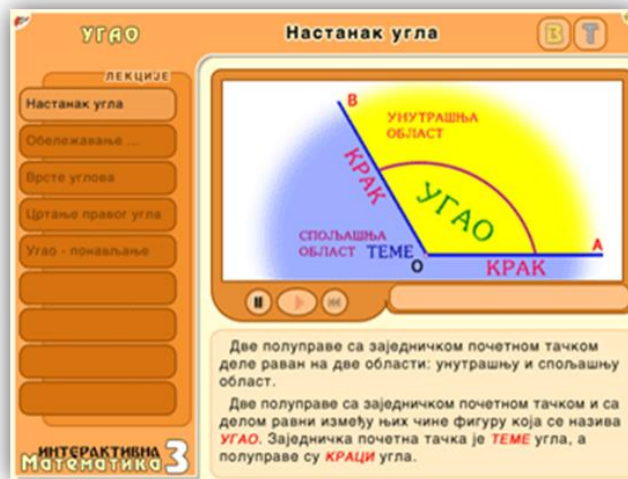 УГАО
Настанак угла
В Т
ЛЕКЦИЈЕ
Настанак угла
Обележавање ...
Врсте углова
Цртање правог угла
Угао - понављање
B
УНУТРАШЊА
ОБЛАСТ
КРАК
УГАО
СПОЉАШЊА
ОБЛАСТ
ТЕМЕ
O
A
КРАК
Две полуправе са заједничком почетном тачком
деле раван на две области: унутрашњу и спољашњу
област.
Две полуправе са заједничком почетном тачком и са
делом равни између њих чине фигуру која се назива
УГАО. Заједничка почетна тачка је ТЕМЕ угла, а
полуправе су КРАЦИ угла.
ИНТЕРАКТИВНА
Математика 3